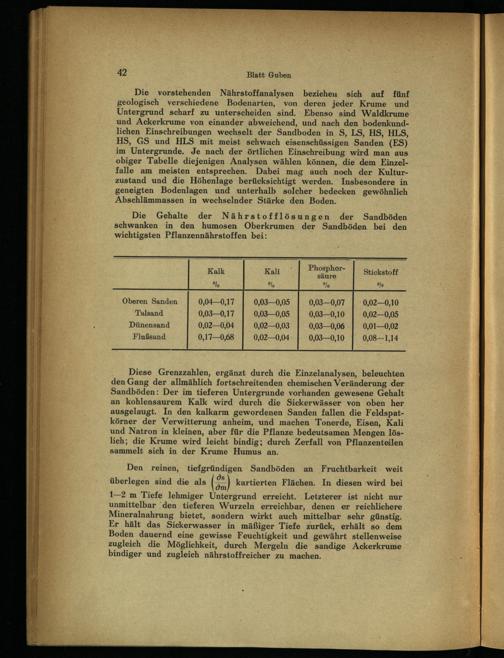 42
Blatt Guben
Die vorstehenden Nährstoffanalysen beziehen sich auf fünf
geologisch verschiedene Bodenarten, von deren jeder Krume und
Untergrund scharf zu unterscheiden sind. Ebenso sind Waldkrume
und Ackerkrume von einander abweichend, und nach den bodenkund-
lichen Einschreibungen wechselt der Sandboden in S, LS, HS, HLS,
HS, GS und HLS mit meist schwach eisenschüssigen Sanden (ES)
im Untergrunde. Je nach der örtlichen Einschreibung wird man aus
obiger Tabelle diejenigen Analysen wählen können, die dem Einzel-
falle am meisten entsprechen. Dabei mag auch noch der Kultur-
zustand und die Höhenlage berücksichtigt werden. Insbesondere in
geneigten Bodenlagen und unterhalb solcher bedecken gewöhnlich
Abschlämmassen in wechselnder Stärke den Boden.
Die Gehalte der Nährstofflösungen der Sandböden
schwanken in den humosen Oberkrumen der Sandböden bei den
wichtigsten Pflanzennährstoffen bei:
Kalk Kali Phosphor- Stickstoff
säure
% % % %
Oberen Sanden 0,04—0,17 0,03—0,05 0,03—0,07 0,02—0,10
Talsand 0,03—0,17 0,03—0,05 0,03—0,10 0,02—0,05
Dünensand 0,02—0,04 0,02—0,03 0,03—0,06 0,01—0,02
Flußsand 0,17—0,68 0,02—0,04 0,03—0,10 0,08—1,14
Diese Grenzzahlen, ergänzt durch die Einzelanalysen, beleuchten
den Gang der allmählich fortschreitenden chemischen Veränderung der
Sandböden: Der im tieferen Untergrunde vorhanden gewesene Gehalt
an kohlensaurem Kalk wird durch die Sickerwässer von oben her
ausgelaugt. In den kalkarm gewordenen Sanden fallen die Feldspat-
körner der Verwitterung anheim, und machen Tonerde, Eisen, Kali
und Natron in kleinen, aber für die Pflanze bedeutsamen Mengen lös-
lich; die Krume wird leicht bindig; durch Zerfall von Pflanzenteilen
sammelt sich in der Krume Humus an.
Den reinen, tiefgründigen Sandböden an Fruchtbarkeit weit
überlegen sind die als (∂s/∂m) kartierten Flächen. In diesen wird bei
1—2 m Tiefe lehmiger Untergrund erreicht. Letzterer ist nicht nur
unmittelbar den tieferen Wurzeln erreichbar, denen er reichlichere
Mineralnahrung bietet, sondern wirkt auch mittelbar sehr günstig.
Er hält das Sickerwasser in mäßiger Tiefe zurück, erhält so dem
Boden dauernd eine gewisse Feuchtigkeit und gewährt stellenweise
zugleich die Möglichkeit, durch Mergeln die sandige Ackerkrume
bindiger und zugleich nährstoffreicher zu machen.